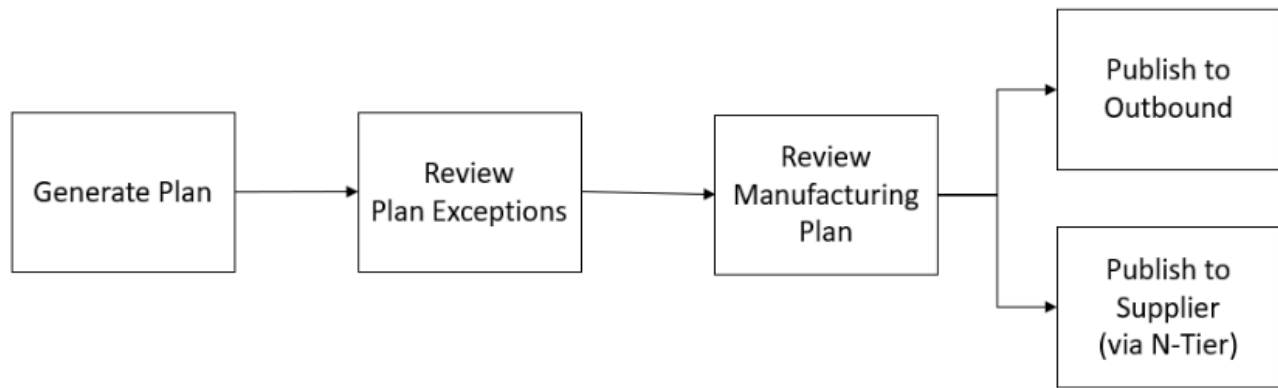 Generate Plan
Review
Plan Exceptions
Review
Manufacturing
Plan
Publish to
Outbound
Publish to
Supplier
(via N-Tier)